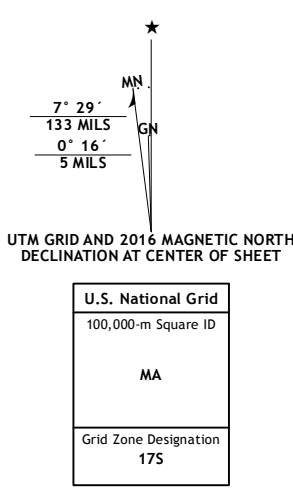 ★
MN
7° 29´
133 MILS
GN
0° 16´
5 MILS
UTM GRID AND 2016 MAGNETIC NORTH
DECLINATION AT CENTER OF SHEET
U.S. National Grid
100,000-m Square ID
MA
Grid Zone Designation
17S